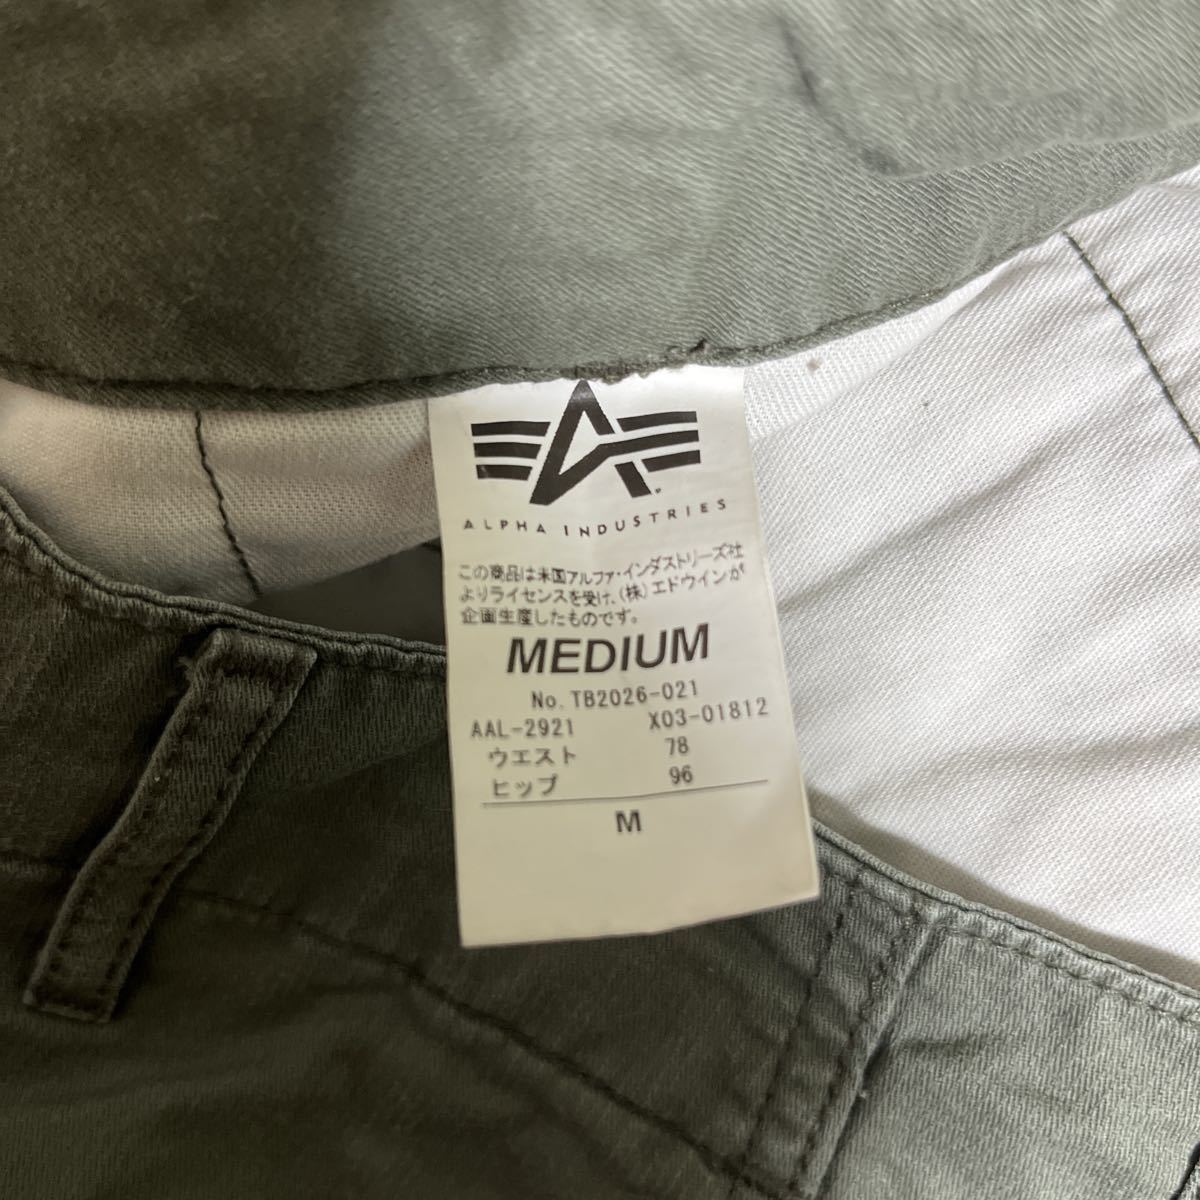 ALPHA INDUSTRIES
この商品は米国アルファ・インダストリーズ社
よりライセンスを受け、(株)エドウインが
企画生産したものです。
MEDIUM
No. TB2026-021
AAL-2921 X03-01812
ウエスト 78
ヒップ 96
M